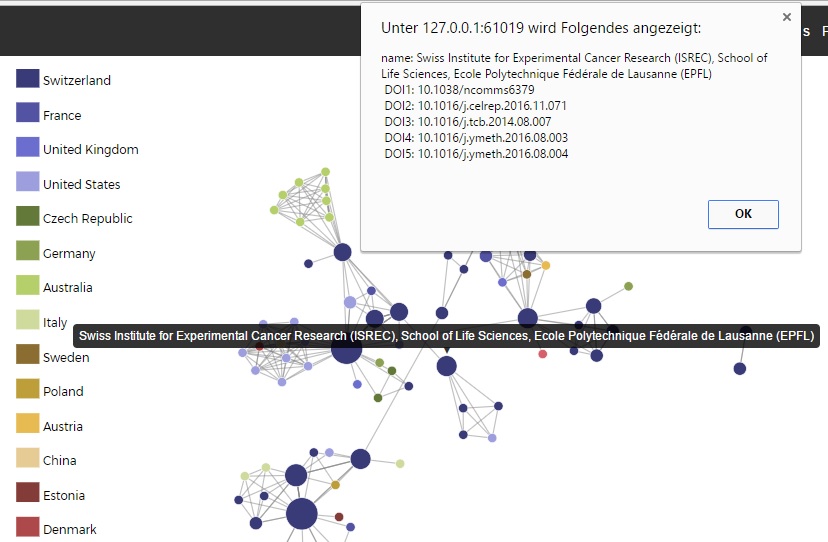 ×
Unter 127.0.0.1:61019 wird Folgendes angezeigt:
s F
name: Swiss Institute for Experimental Cancer Research (ISREC), School of
Life Sciences, Ecole Polytechnique Fédérale de Lausanne (EPFL)
DOI1: 10.1038/ncomms6379
DOI2: 10.1016/j.celrep.2016.11.071
DOI3: 10.1016/j.tcb.2014.08.007
DOI4: 10.1016/j.ymeth.2016.08.003
DOI5: 10.1016/j.ymeth.2016.08.004
OK
Switzerland
France
United Kingdom
United States
Czech Republic
Germany
Australia
Italy
Swiss Institute for Experimental Cancer Research (ISREC), School of Life Sciences, Ecole Polytechnique Fédérale de Lausanne (EPFL)
Sweden
Poland
Austria
China
Estonia
Denmark